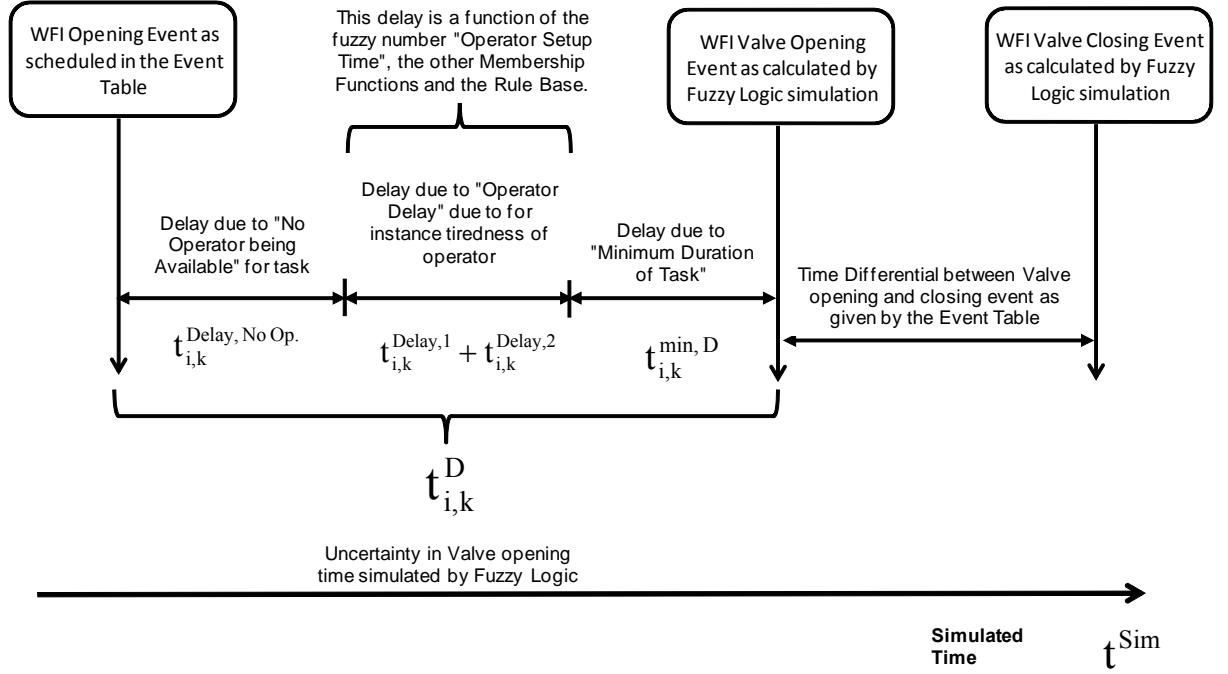 WFI Opening Event as
scheduled in the Event
Table
This delay is a function of the
fuzzy number "Operator Setup
Time", the other Membership
Functions and the Rule Base.
WFI Valve Opening
Event as calculated by
Fuzzy Logic simulation
WFI Valve Closing Event
as calculated by Fuzzy
Logic simulation
Delay due to "No
Operator being
Available" for task
Delay due to "Operator
Delay" due to for
instance tiredness of
operator
Delay due to
"Minimum Duration
of Task"
Time Differential between Valve
opening and closing event as
given by the Event Table
t_{i,k}^{Delay, No Op.}
t_{i,k}^{Delay,1} + t_{i,k}^{Delay,2}
t_{i,k}^{min, D}
t_{i,k}^{D}
Uncertainty in Valve opening
time simulated by Fuzzy Logic
Simulated
Time
t^{Sim}